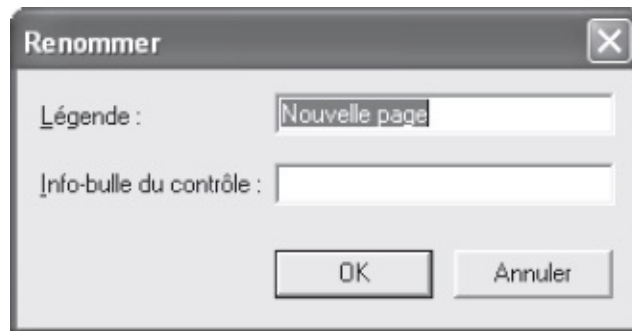 Renommer
Légende :
Nouvelle page
Info-bulle du contrôle :
OK
Annuler